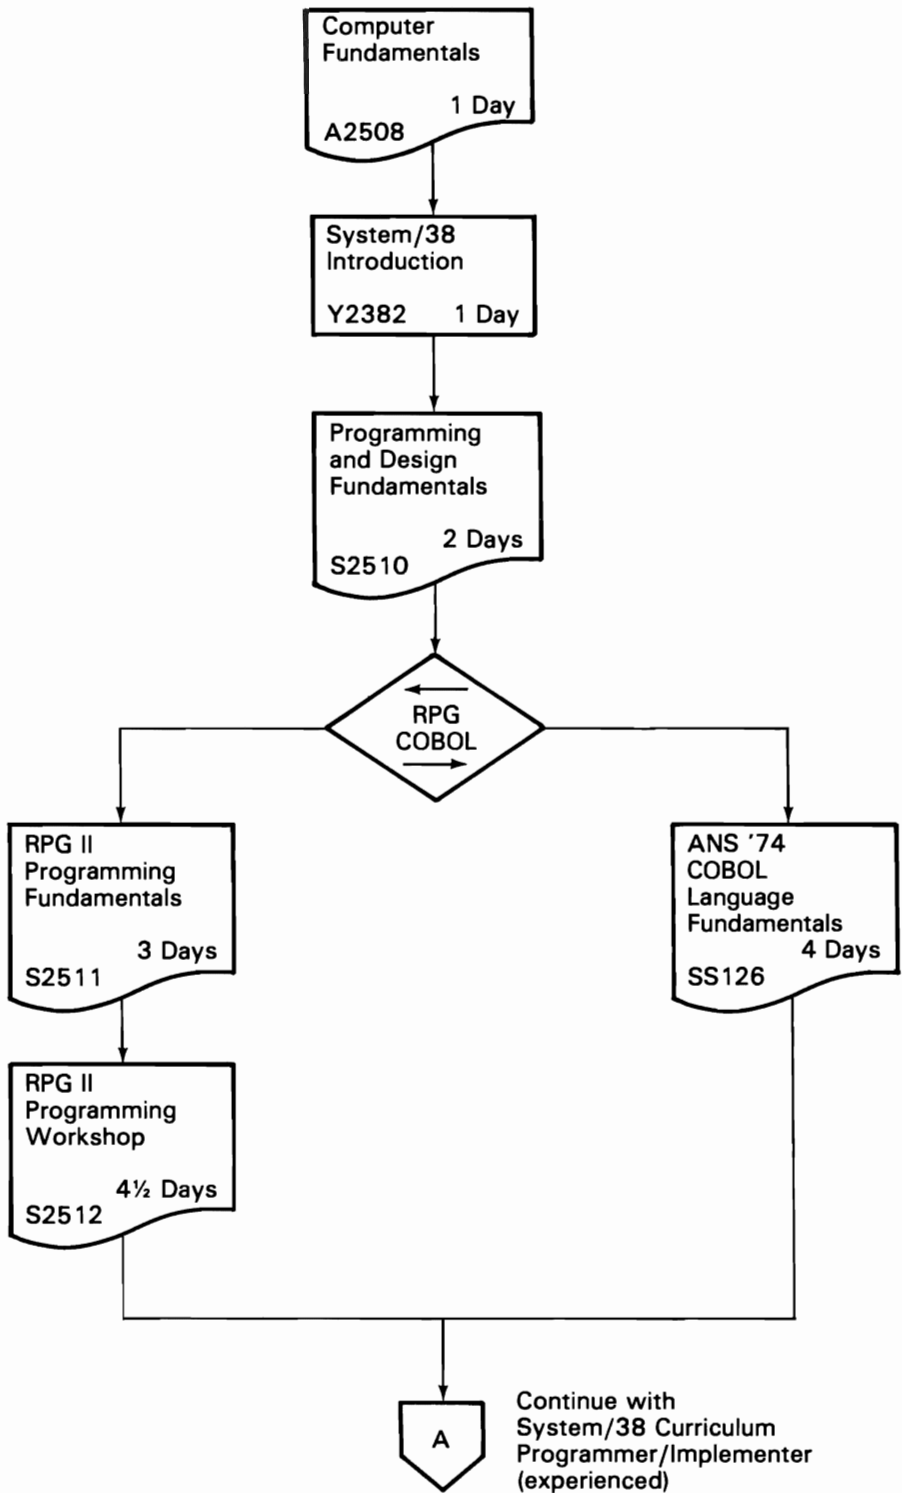 Computer
Fundamentals
1 Day
A2508
System/38
Introduction
Y2382 1 Day
Programming
and Design
Fundamentals
2 Days
S2510
RPG
COBOL
RPG II
Programming
Fundamentals
3 Days
S2511
ANS '74
COBOL
Language
Fundamentals
4 Days
SS126
RPG II
Programming
Workshop
4½ Days
S2512
A
Continue with
System/38 Curriculum
Programmer/Implementer
(experienced)